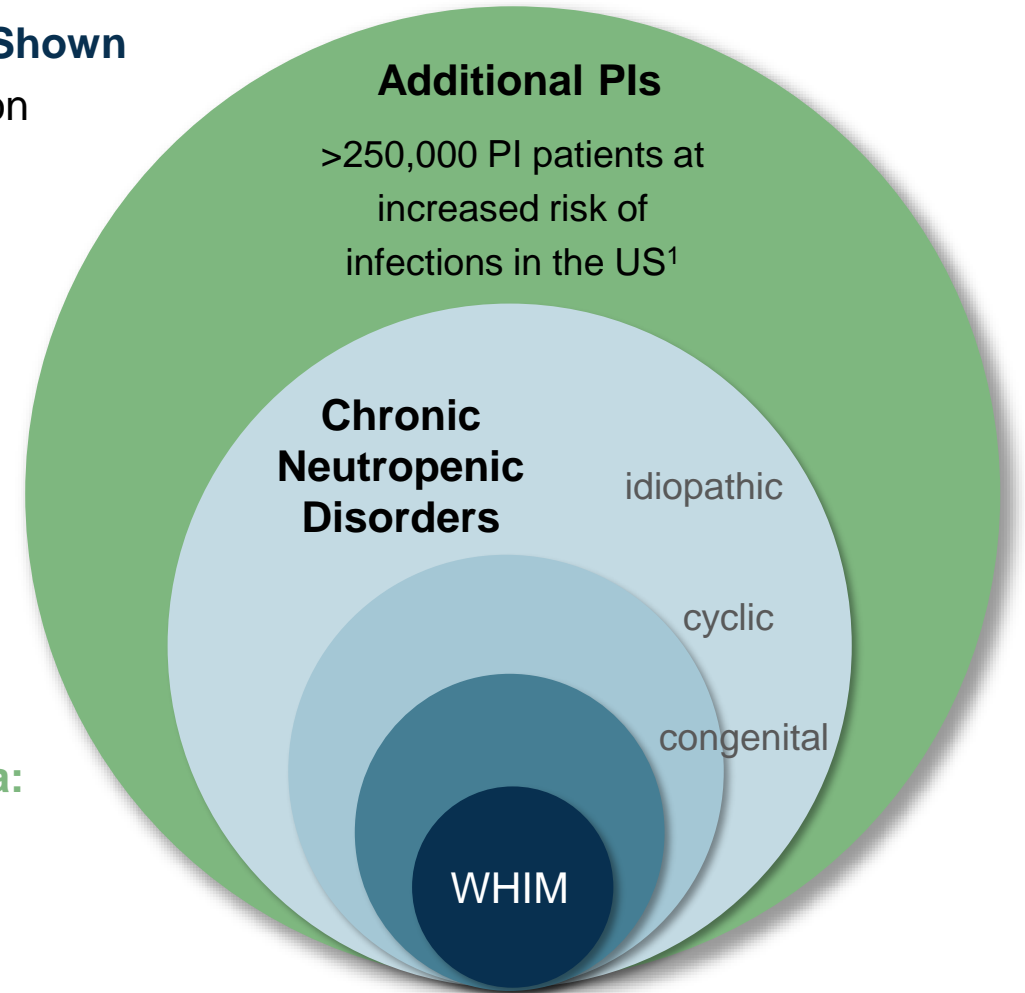 Shown
on
Additional PIs
>250,000 PI patients at
increased risk of
infections in the US¹
Chronic
Neutropenic
Disorders
idiopathic
cyclic
congenital
a:
WHIM